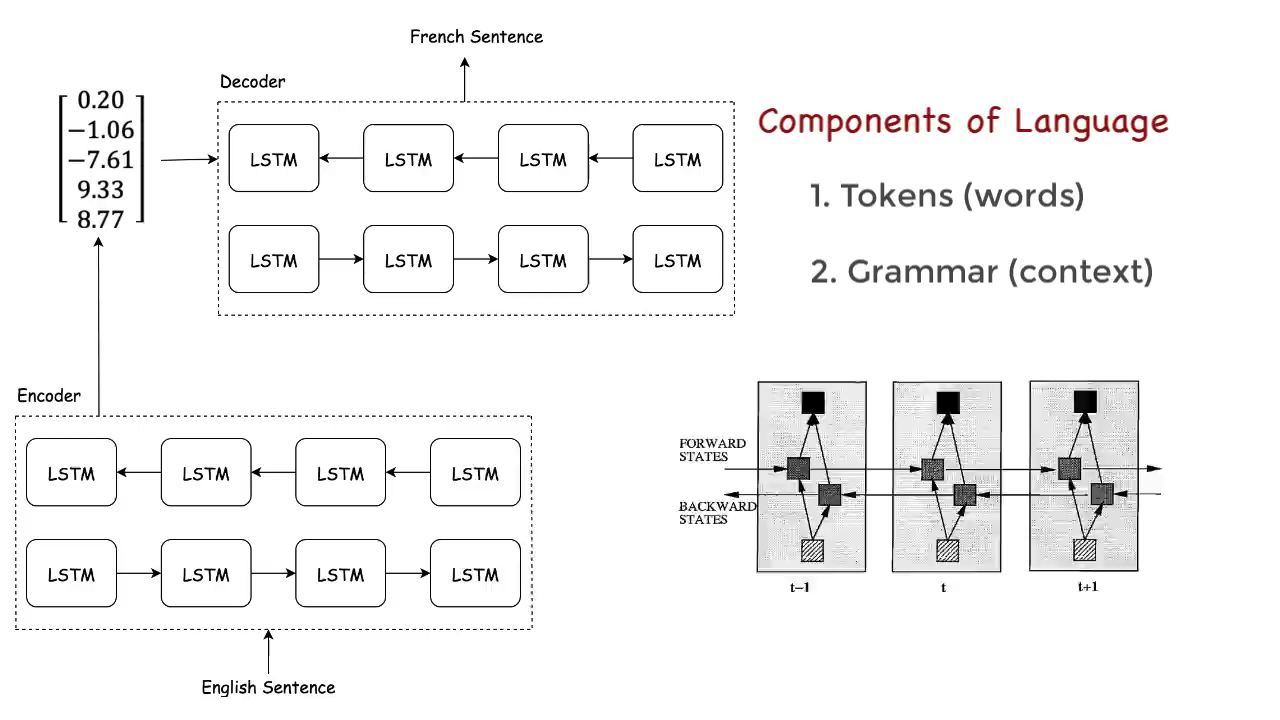 French Sentence
Decoder
0.20
−1.06
−7.61
9.33
8.77
LSTM LSTM LSTM LSTM
LSTM LSTM LSTM LSTM
Components of Language
1. Tokens (words)
2. Grammar (context)
Encoder
LSTM LSTM LSTM LSTM
LSTM LSTM LSTM LSTM
English Sentence
FORWARD
STATES
BACKWARD
STATES
t−1 t t+1